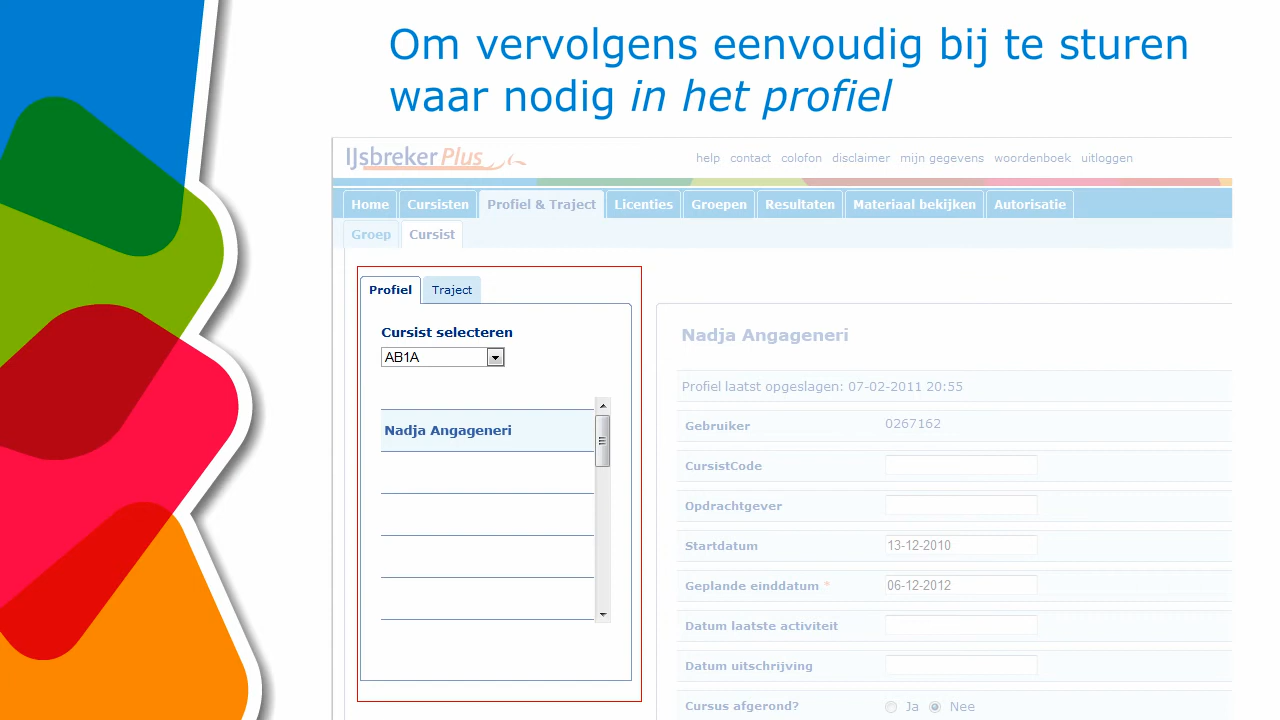 Om vervolgens eenvoudig bij te sturen
waar nodig in het profiel
IJsbreker Plus
help contact colofon disclaimer mijn gegevens woordenboek uitloggen
Home Cursisten Profiel & Traject Licenties Groepen Resultaten Materiaal bekijken Autorisatie
Groep Cursist
Profiel Traject
Cursist selecteren
AB1A
Nadja Angageneri
Nadja Angageneri
Profiel laatst opgeslagen: 07-02-2011 20:55
Gebruiker 0267162
CursistCode
Opdrachtgever
Startdatum 13-12-2010
Geplande einddatum * 06-12-2012
Datum laatste activiteit
Datum uitschrijving
Cursus afgerond? Ja Nee